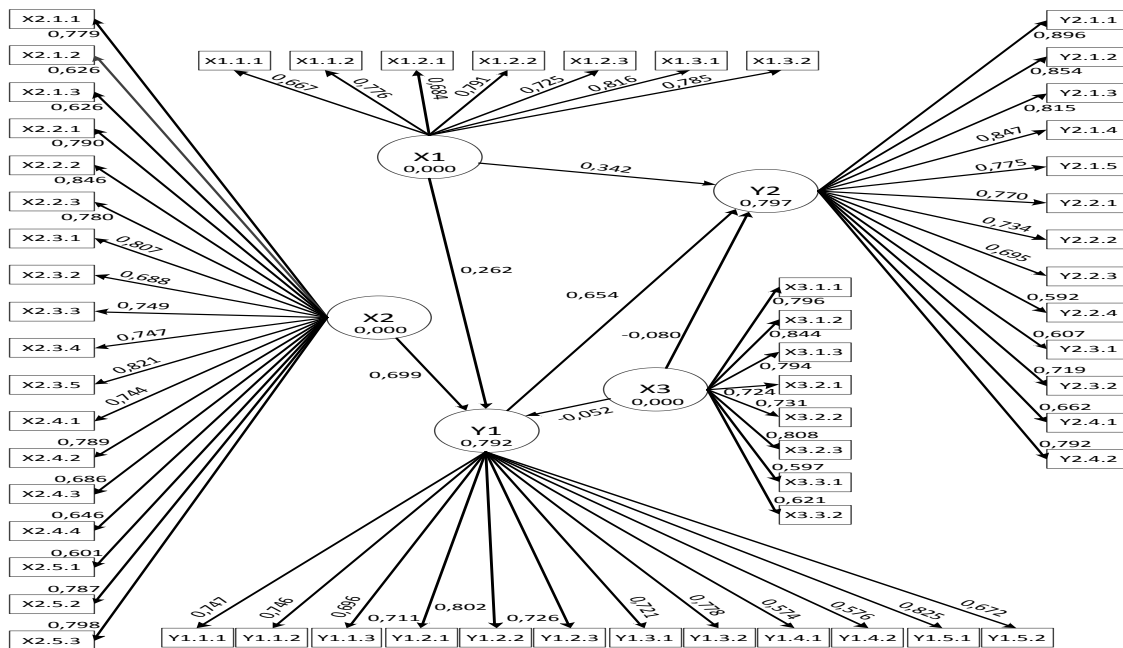 X2.1.1
0,779
X2.1.2
0,626
X2.1.3
0,626
X2.2.1
0,790
X2.2.2
0,846
X2.2.3
0,780
X2.3.1
0,807
X2.3.2
0,688
X2.3.3
0,749
X2.3.4
0,747
X2.3.5
0,821
X2.4.1
0,744
X2.4.2
0,789
X2.4.3
0,686
X2.4.4
0,646
X2.5.1
0,601
X2.5.2
0,787
X2.5.3
0,798
X1.1.1
X1.1.2
X1.2.1
X1.2.2
X1.2.3
X1.3.1
X1.3.2
0,667
0,776
0,684
0,791
0,725
0,816
0,785
X1
0,000
0,342
Y2
0,797
0,262
0,654
-0,080
X2
0,000
0,699
X3
0,000
-0,052
Y1
0,792
Y2.1.1
0,896
Y2.1.2
0,854
Y2.1.3
0,815
Y2.1.4
0,847
Y2.1.5
0,775
Y2.2.1
0,770
Y2.2.2
0,734
Y2.2.3
0,695
Y2.2.4
0,592
Y2.3.1
0,607
Y2.3.2
0,719
Y2.4.1
0,662
Y2.4.2
0,792
X3.1.1
0,796
X3.1.2
0,844
X3.1.3
0,794
X3.2.1
0,724
X3.2.2
0,731
X3.2.3
0,808
X3.3.1
0,597
X3.3.2
0,621
0,747
0,746
0,696
0,711
0,802
0,726
0,721
0,778
0,574
0,576
0,825
0,672
Y1.1.1
Y1.1.2
Y1.1.3
Y1.2.1
Y1.2.2
Y1.2.3
Y1.3.1
Y1.3.2
Y1.4.1
Y1.4.2
Y1.5.1
Y1.5.2